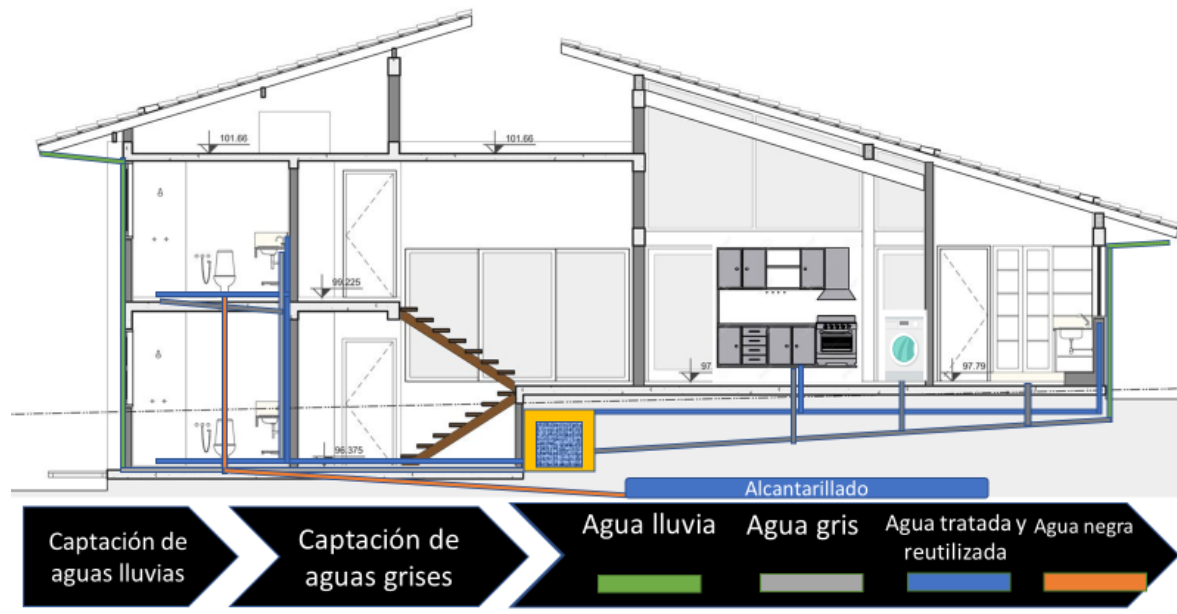 101.66
101.66
99.225
97.
97.79
96.375
Alcantarillado
Captación de
aguas lluvias
Captación de
aguas grises
Agua lluvia
Agua gris
Agua tratada y
reutilizada
Agua negra